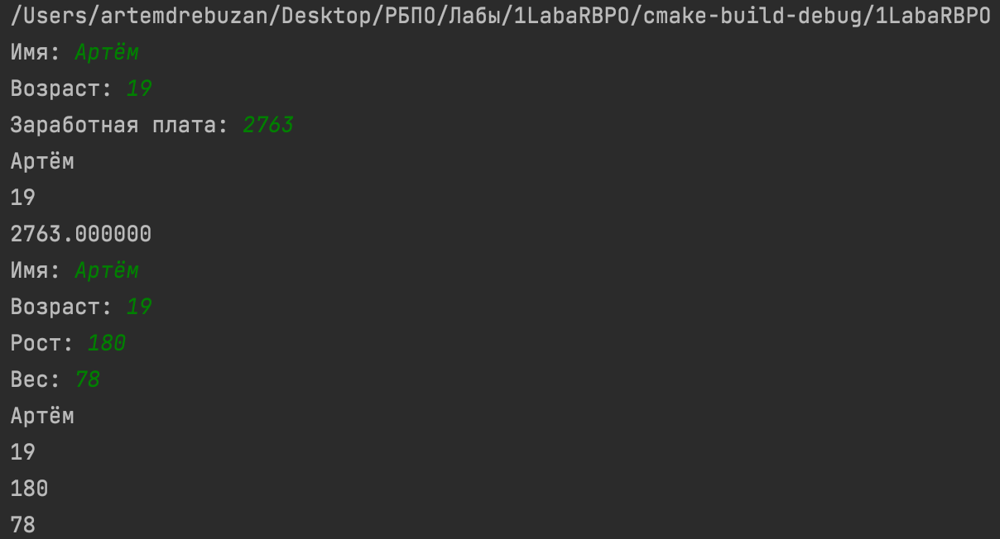 /Users/artemdrebuzan/Desktop/РБПО/Лабы/1LabaRBPO/cmake-build-debug/1LabaRBPO
Имя: Артём
Возраст: 19
Заработная плата: 2763
Артём
19
2763.000000
Имя: Артём
Возраст: 19
Рост: 180
Вес: 78
Артём
19
180
78